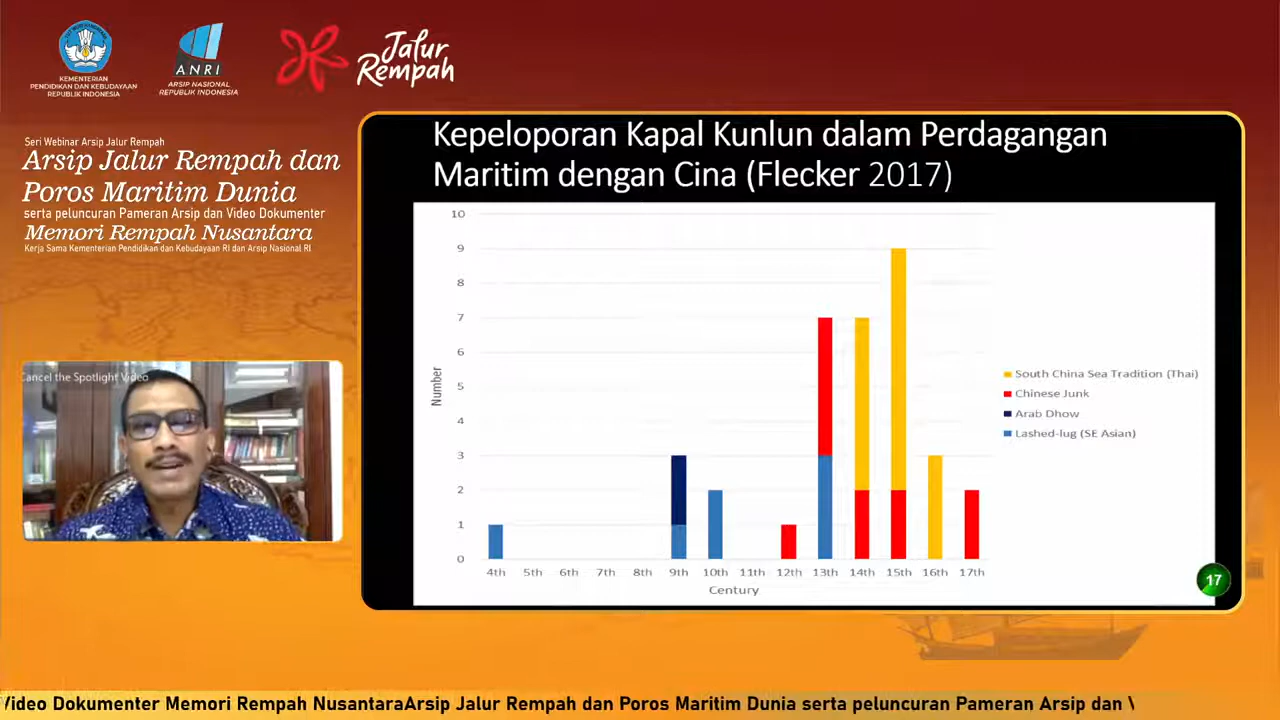 KEMENTERIAN
PENDIDIKAN DAN KEBUDAYAAN
REPUBLIK INDONESIA
ANRI
ARSIP NASIONAL
REPUBLIK INDONESIA
Jalur
Rempah
Seri Webinar Arsip Jalur Rempah
Arsip Jalur Rempah dan
Poros Maritim Dunia
serta peluncuran Pameran Arsip dan Video Dokumenter
Memori Rempah Nusantara
Kerja Sama Kementerian Pendidikan dan Kebudayaan RI dan Arsip Nasional RI
Cancel the Spotlight Video
Kepeloporan Kapal Kunlun dalam Perdagangan
Maritim dengan Cina (Flecker 2017)
10
9
8
7
6
5
4
3
2
1
0
Number
4th 5th 6th 7th 8th 9th 10th 11th 12th 13th 14th 15th 16th 17th
Century
South China Sea Tradition (Thai)
Chinese Junk
Arab Dhow
Lashed-lug (SE Asian)
17
Video Dokumenter Memori Rempah NusantaraArsip Jalur Rempah dan Poros Maritim Dunia serta peluncuran Pameran Arsip dan V